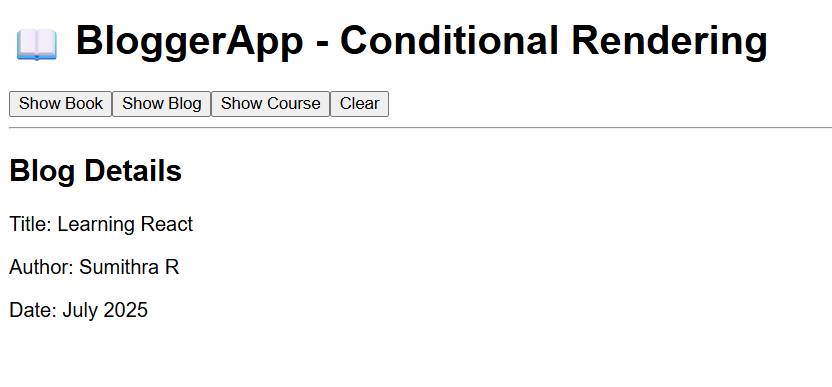 📖 BloggerApp - Conditional Rendering
Show Book Show Blog Show Course Clear
Blog Details
Title: Learning React
Author: Sumithra R
Date: July 2025